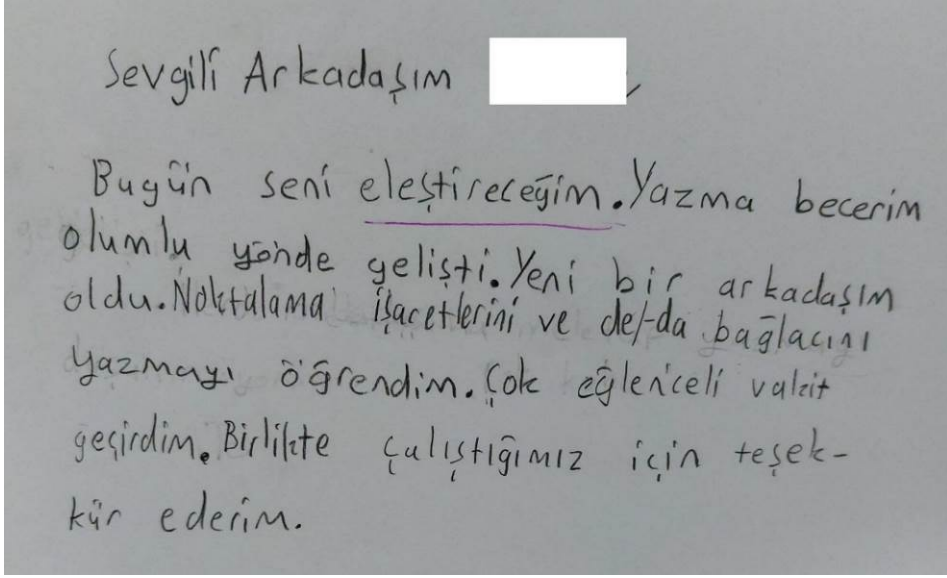 Sevgili Arkadaşım ,
Bugün seni eleştireceğim. Yazma becerim
olumlu yönde gelişti. Yeni bir arkadaşım
oldu. Noktalama işaretlerini ve de/-da bağlacını
yazmayı öğrendim. Çok eğlenceli vakit
geçirdim. Birlikte çalıştığımız için teşek-
kür ederim.